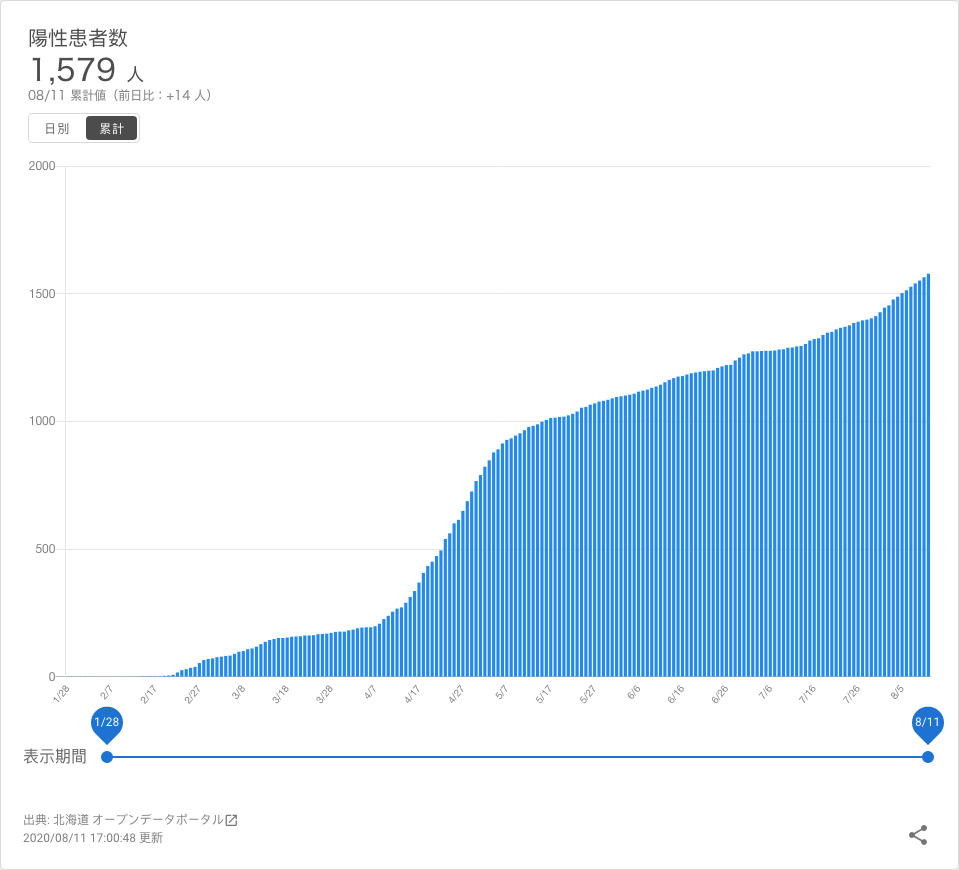 陽性患者数
1,579 人
08/11 累計値（前日比：+14 人）
日別 累計
2000
1500
1000
500
0
1/28 2/7 2/17 2/27 3/8 3/18 3/28 4/7 4/17 4/27 5/7 5/17 5/27 6/6 6/16 6/26 7/6 7/16 7/26 8/5
1/28 8/11
表示期間
出典: 北海道 オープンデータポータル
2020/08/11 17:00:48 更新